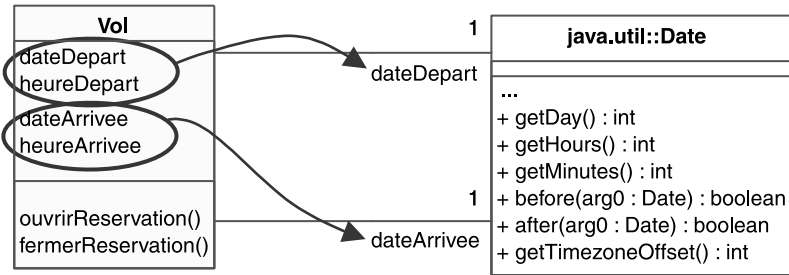 Vol
dateDepart
heureDepart
dateArrivee
heureArrivee
ouvrirReservation()
fermerReservation()
1
dateDepart
1
dateArrivee
java.util::Date
...
+ getDay() : int
+ getHours() : int
+ getMinutes() : int
+ before(arg0 : Date) : boolean
+ after(arg0 : Date) : boolean
+ getTimezoneOffset() : int